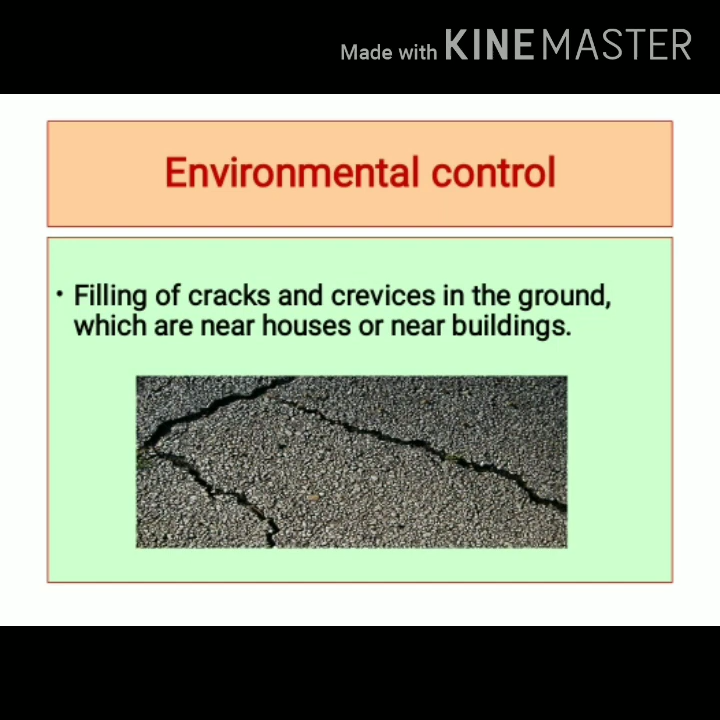 Made with KINEMASTER
Environmental control
• Filling of cracks and crevices in the ground,
which are near houses or near buildings.